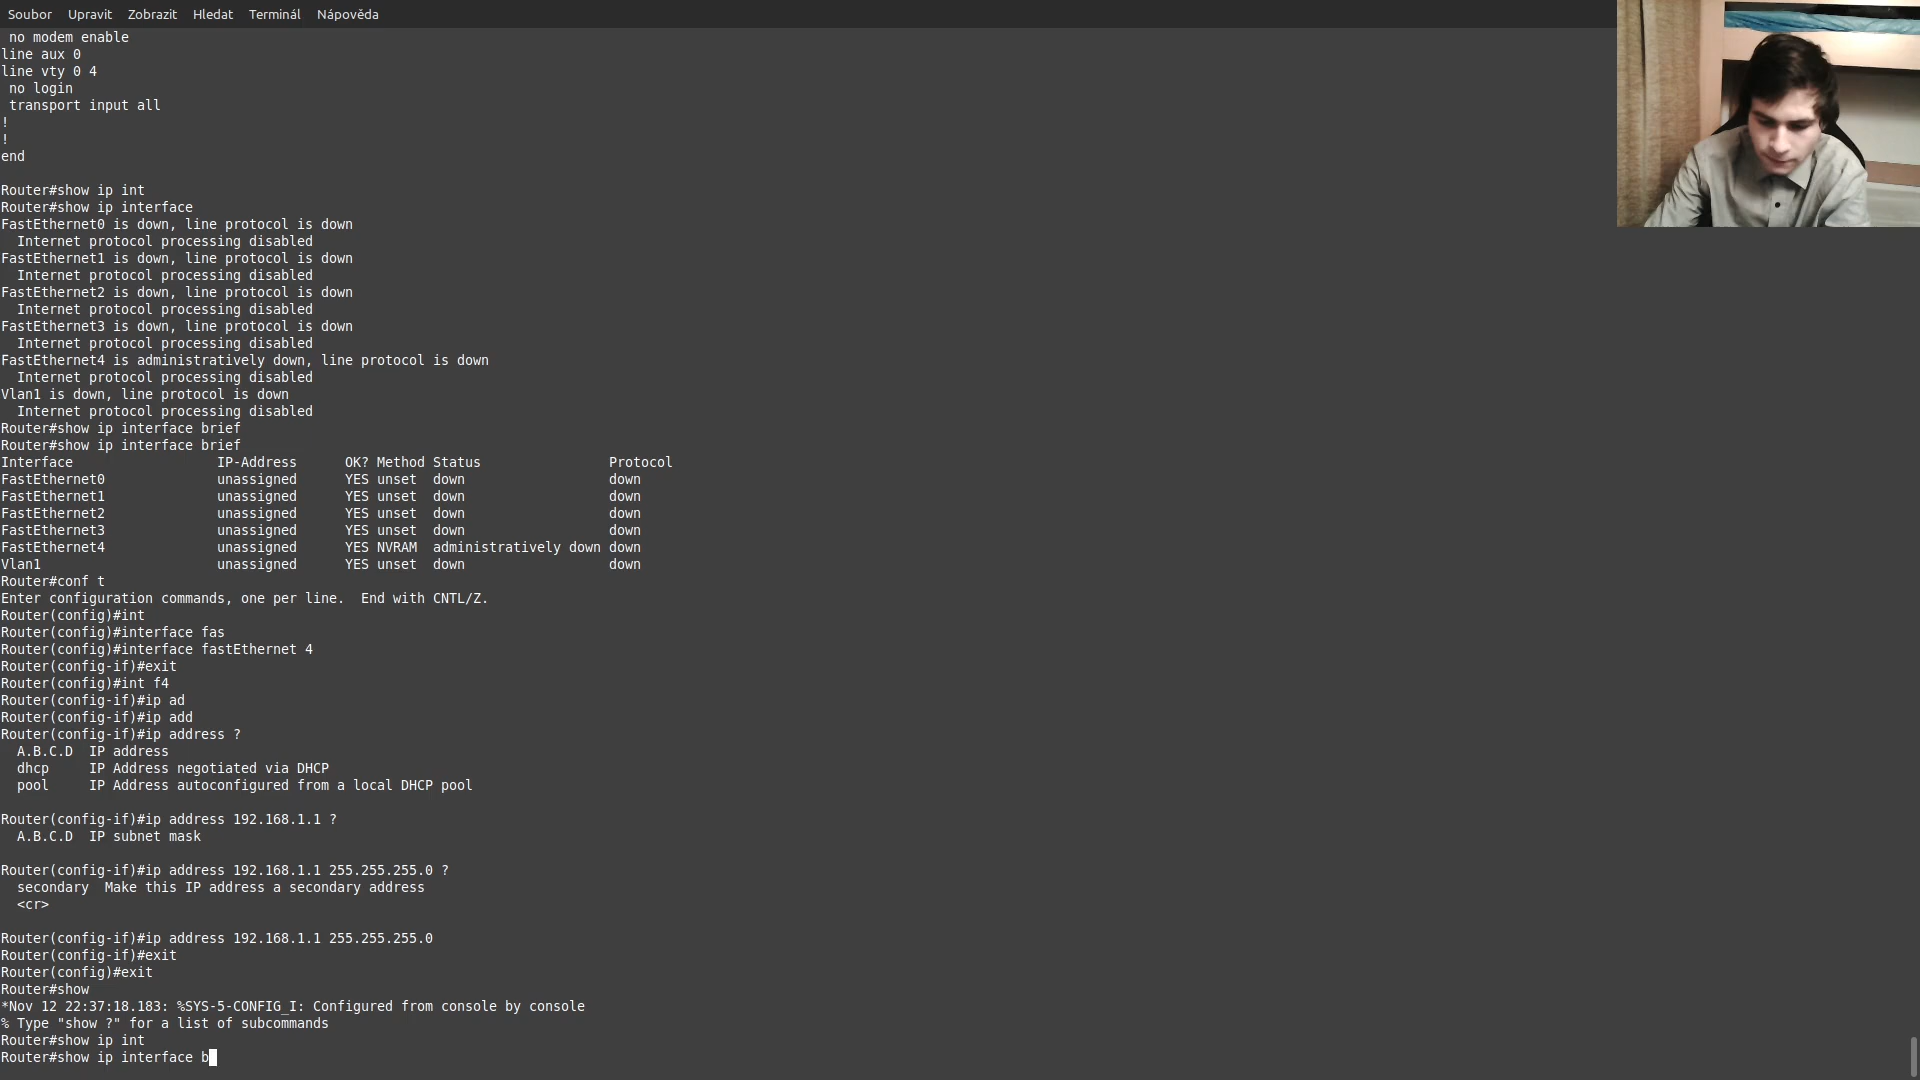 Soubor Upravit Zobrazit Hledat Terminál Nápověda
no modem enable
line aux 0
line vty 0 4
no login
transport input all
!
!
end
Router#show ip int
Router#show ip interface
FastEthernet0 is down, line protocol is down
Internet protocol processing disabled
FastEthernet1 is down, line protocol is down
Internet protocol processing disabled
FastEthernet2 is down, line protocol is down
Internet protocol processing disabled
FastEthernet3 is down, line protocol is down
Internet protocol processing disabled
FastEthernet4 is administratively down, line protocol is down
Internet protocol processing disabled
Vlan1 is down, line protocol is down
Internet protocol processing disabled
Router#show ip interface brief
Router#show ip interface brief
Interface IP-Address OK? Method Status Protocol
FastEthernet0 unassigned YES unset down down
FastEthernet1 unassigned YES unset down down
FastEthernet2 unassigned YES unset down down
FastEthernet3 unassigned YES unset down down
FastEthernet4 unassigned YES NVRAM administratively down down
Vlan1 unassigned YES unset down down
Router#conf t
Enter configuration commands, one per line. End with CNTL/Z.
Router(config)#int
Router(config)#interface fas
Router(config)#interface fastEthernet 4
Router(config-if)#exit
Router(config)#int f4
Router(config-if)#ip ad
Router(config-if)#ip add
Router(config-if)#ip address ?
A.B.C.D IP address
dhcp IP Address negotiated via DHCP
pool IP Address autoconfigured from a local DHCP pool
Router(config-if)#ip address 192.168.1.1 ?
A.B.C.D IP subnet mask
Router(config-if)#ip address 192.168.1.1 255.255.255.0 ?
secondary Make this IP address a secondary address
<cr>
Router(config-if)#ip address 192.168.1.1 255.255.255.0
Router(config-if)#exit
Router(config)#exit
Router#show
*Nov 12 22:37:18.183: %SYS-5-CONFIG_I: Configured from console by console
% Type "show ?" for a list of subcommands
Router#show ip int
Router#show ip interface b